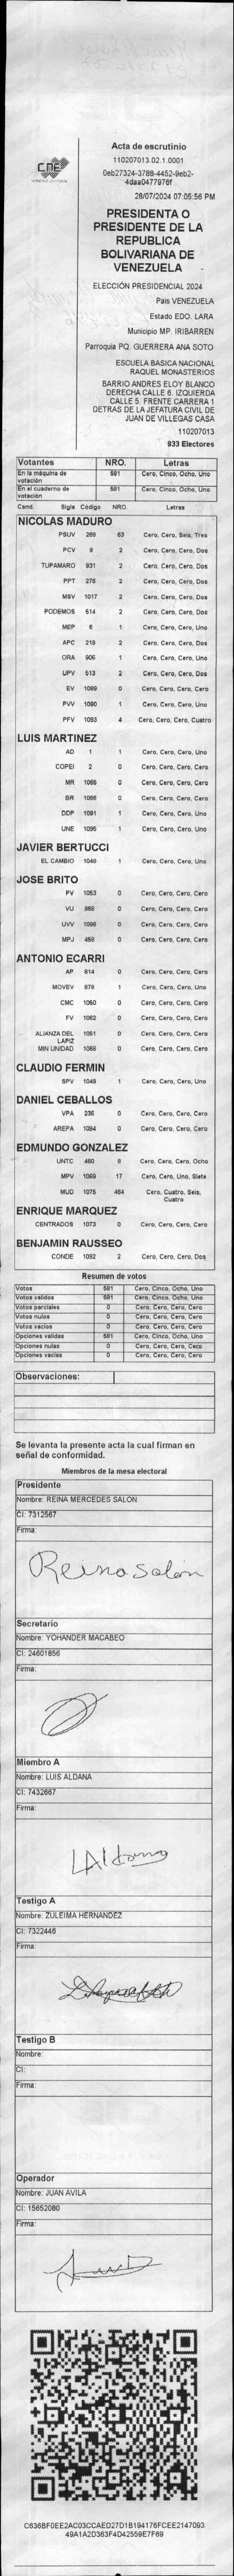 CNE
Acta de escrutinio
110207013.02.1.0001
0eb27324-3788-4452-9eb2-
4daa0477976f
28/07/2024 07:05:56 PM
PRESIDENTA O
PRESIDENTE DE LA
REPUBLICA
BOLIVARIANA DE
VENEZUELA
ELECCIÓN PRESIDENCIAL 2024
Pais VENEZUELA
Estado EDO. LARA
Municipio MP. IRIBARREN
Parroquia PQ. GUERRERA ANA SOTO
ESCUELA BASICA NACIONAL
RAQUEL MONASTERIOS
BARRIO ANDRES ELOY BLANCO
DERECHA CALLE 6. IZQUIERDA
CALLE 5. FRENTE CARRERA 1
DETRAS DE LA JEFATURA CIVIL DE
JUAN DE VILLEGAS CASA
110207013
933 Electores
Votantes NRO. Letras
En la máquina de votación 581 Cero, Cinco, Ocho, Uno
En el cuaderno de votación 581 Cero, Cinco, Ocho, Uno
Cand. Sigla Código NRO. Letras
NICOLAS MADURO
PSUV 269 63 Cero, Cero, Seis, Tres
PCV 9 2 Cero, Cero, Cero, Dos
TUPAMARO 931 2 Cero, Cero, Cero, Dos
PPT 276 2 Cero, Cero, Cero, Dos
MSV 1017 2 Cero, Cero, Cero, Dos
PODEMOS 514 2 Cero, Cero, Cero, Dos
MEP 6 1 Cero, Cero, Cero, Uno
APC 219 2 Cero, Cero, Cero, Dos
ORA 906 1 Cero, Cero, Cero, Uno
UPV 513 2 Cero, Cero, Cero, Dos
EV 1089 0 Cero, Cero, Cero, Cero
PVV 1090 1 Cero, Cero, Cero, Uno
PFV 1093 4 Cero, Cero, Cero, Cuatro
LUIS MARTINEZ
AD 1 1 Cero, Cero, Cero, Uno
COPEI 2 0 Cero, Cero, Cero, Cero
MR 1065 0 Cero, Cero, Cero, Cero
BR 1066 0 Cero, Cero, Cero, Cero
DDP 1091 1 Cero, Cero, Cero, Uno
UNE 1095 1 Cero, Cero, Cero, Uno
JAVIER BERTUCCI
EL CAMBIO 1049 1 Cero, Cero, Cero, Uno
JOSE BRITO
PV 1053 0 Cero, Cero, Cero, Cero
VU 968 0 Cero, Cero, Cero, Cero
UVV 1096 0 Cero, Cero, Cero, Cero
MPJ 459 0 Cero, Cero, Cero, Cero
ANTONIO ECARRI
AP 814 0 Cero, Cero, Cero, Cero
MOVEV 978 1 Cero, Cero, Cero, Uno
CMC 1050 0 Cero, Cero, Cero, Cero
FV 1062 0 Cero, Cero, Cero, Cero
ALIANZA DEL LAPIZ 1051 0 Cero, Cero, Cero, Cero
MIN UNIDAD 1068 0 Cero, Cero, Cero, Cero
CLAUDIO FERMIN
SPV 1049 1 Cero, Cero, Cero, Uno
DANIEL CEBALLOS
VPA 236 0 Cero, Cero, Cero, Cero
AREPA 1094 0 Cero, Cero, Cero, Cero
EDMUNDO GONZALEZ
UNTC 460 8 Cero, Cero, Cero, Ocho
MPV 1069 17 Cero, Cero, Uno, Siete
MUD 1075 464 Cero, Cuatro, Seis, Cuatro
ENRIQUE MARQUEZ
CENTRADOS 1073 0 Cero, Cero, Cero, Cero
BENJAMIN RAUSSEO
CONDE 1092 2 Cero, Cero, Cero, Dos
Resumen de votos
Votos 581 Cero, Cinco, Ocho, Uno
Votos validos 581 Cero, Cinco, Ocho, Uno
Votos parciales 0 Cero, Cero, Cero, Cero
Votos nulos 0 Cero, Cero, Cero, Cero
Votos vacios 0 Cero, Cero, Cero, Cero
Opciones validas 581 Cero, Cinco, Ocho, Uno
Opciones nulas 0 Cero, Cero, Cero, Cero
Opciones vacias 0 Cero, Cero, Cero, Cero
Observaciones:
Se levanta la presente acta la cual firman en
señal de conformidad.
Miembros de la mesa electoral
Presidente
Nombre: REINA MERCEDES SALON
CI: 7312567
Firma:
Reina Salon
Secretario
Nombre: YOHANDER MACABEO
CI: 24601856
Firma:
Miembro A
Nombre: LUIS ALDANA
CI: 7432667
Firma:
LAldana
Testigo A
Nombre: ZULEIMA HERNANDEZ
CI: 7322446
Firma:
Testigo B
Nombre:
CI:
Firma:
Operador
Nombre: JUAN AVILA
CI: 15652080
Firma:
C636BF0EE2AC03CCAED27D1B194176FCEE2147093
49A1A2D363F4D42559E7F69